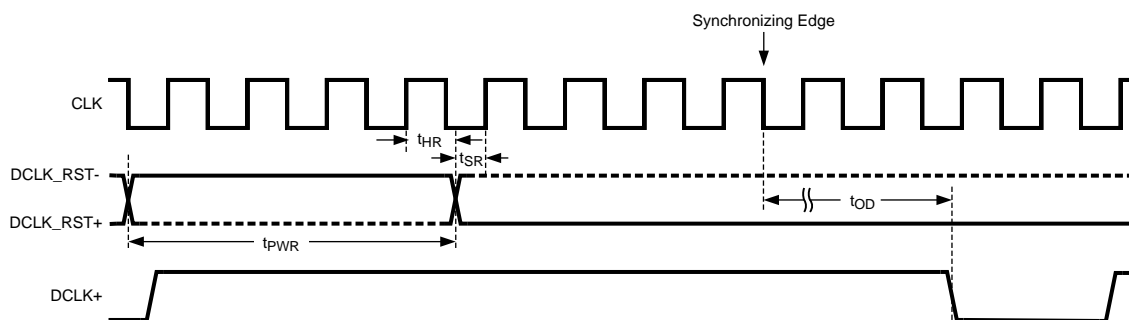 Synchronizing Edge
CLK
tHR
tSR
DCLK_RST-
tOD
DCLK_RST+
tPWR
DCLK+